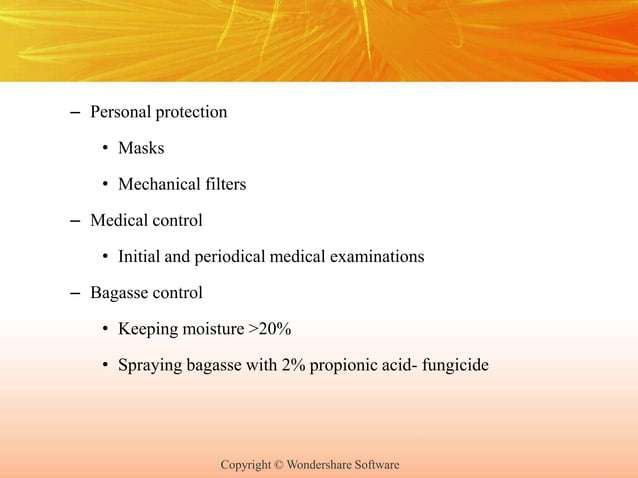 – Personal protection
• Masks
• Mechanical filters
– Medical control
• Initial and periodical medical examinations
– Bagasse control
• Keeping moisture >20%
• Spraying bagasse with 2% propionic acid- fungicide
Copyright © Wondershare Software